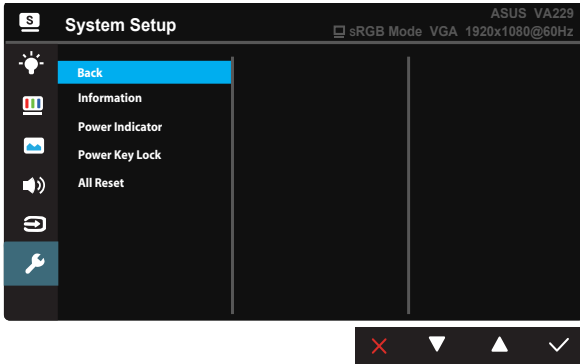 S
System Setup
ASUS VA229
sRGB Mode VGA 1920x1080@60Hz
Back
Information
Power Indicator
Power Key Lock
All Reset